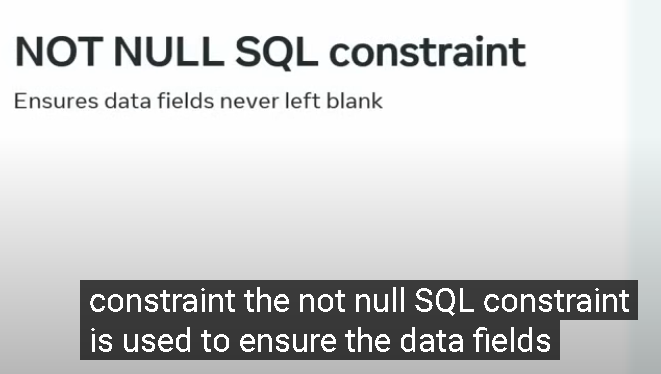 NOT NULL SQL constraint
Ensures data fields never left blank
constraint the not null SQL constraint
is used to ensure the data fields